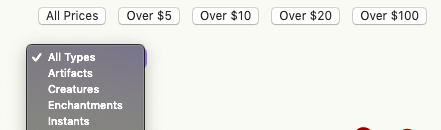 All Prices Over $5 Over $10 Over $20 Over $100
✓ All Types
Artifacts
Creatures
Enchantments
Instants